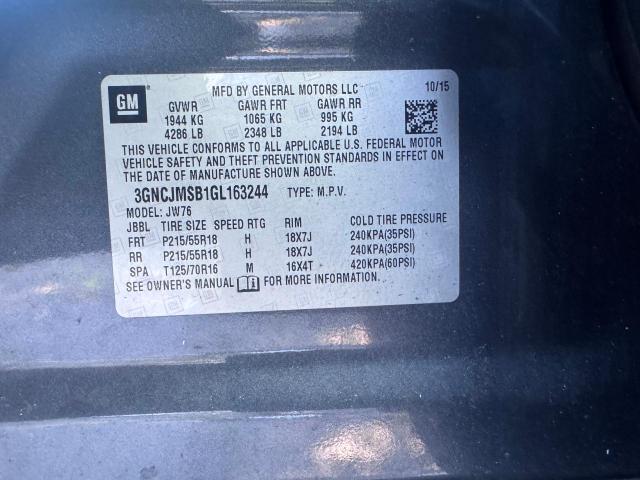 GM
MFD BY GENERAL MOTORS LLC 10/15
GVWR GAWR FRT GAWR RR
1944 KG 1065 KG 995 KG
4286 LB 2348 LB 2194 LB
THIS VEHICLE CONFORMS TO ALL APPLICABLE U.S. FEDERAL MOTOR
VEHICLE SAFETY AND THEFT PREVENTION STANDARDS IN EFFECT ON
THE DATE OF MANUFACTURE SHOWN ABOVE.
3GNCJMSB1GL163244 TYPE: M.P.V.
MODEL: JW76
JBBL TIRE SIZE SPEED RTG RIM COLD TIRE PRESSURE
FRT P215/55R18 H 18X7J 240KPA(35PSI)
RR P215/55R18 H 18X7J 240KPA(35PSI)
SPA T125/70R16 M 16X4T 420KPA(60PSI)
SEE OWNER'S MANUAL FOR MORE INFORMATION.